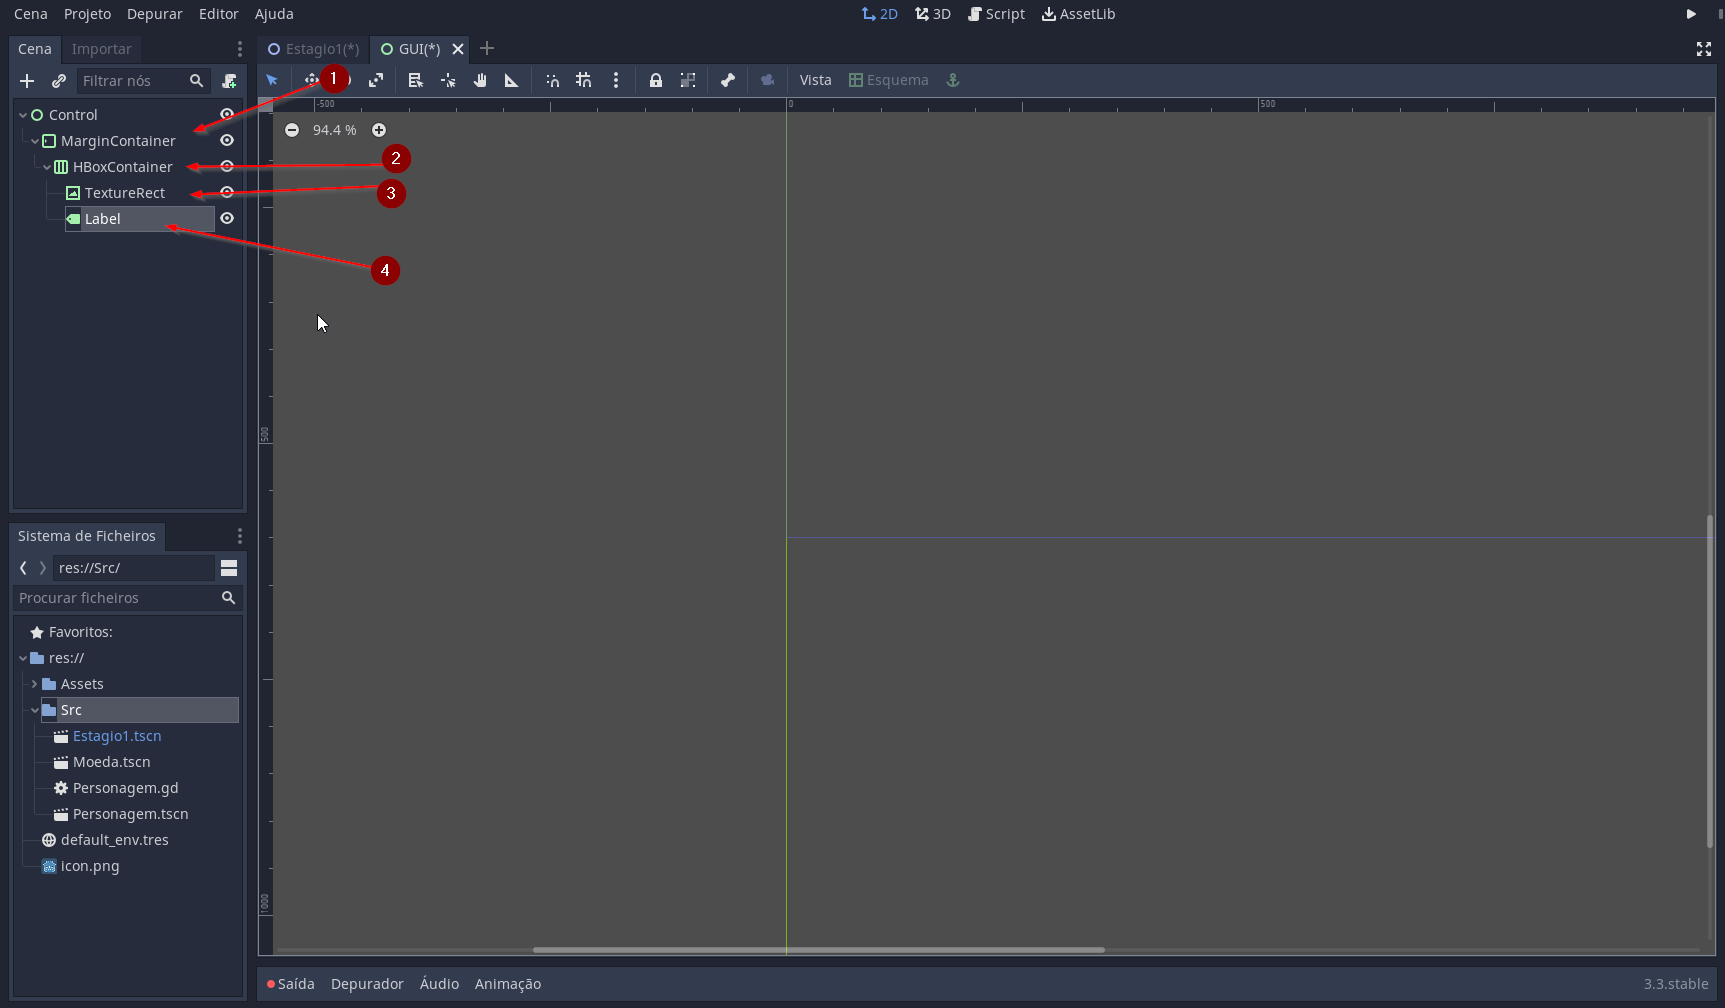 Cena Projeto Depurar Editor Ajuda 2D 3D Script AssetLib
Cena Importar Estagio1(*) GUI(*)
Filtrar nós Vista Esquema
1
-500 0 500
94.4 %
Control
MarginContainer
HBoxContainer
2
TextureRect
3
Label
4
500
1000
Sistema de Ficheiros
res://Src/
Procurar ficheiros
Favoritos:
res://
Assets
Src
Estagio1.tscn
Moeda.tscn
Personagem.gd
Personagem.tscn
default_env.tres
icon.png
Saída Depurador Áudio Animação 3.3.stable